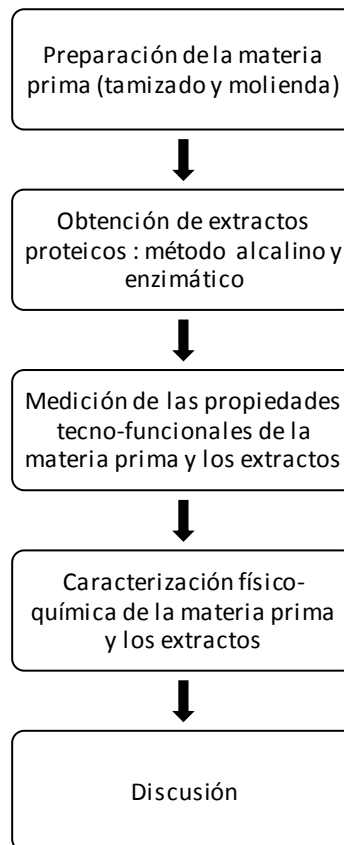 Preparación de la materia
prima (tamizado y molienda)
Obtención de extractos
proteicos : método alcalino y
enzimático
Medición de las propiedades
tecno-funcionales de la
materia prima y los extractos
Caracterización físico-
química de la materia prima
y los extractos
Discusión